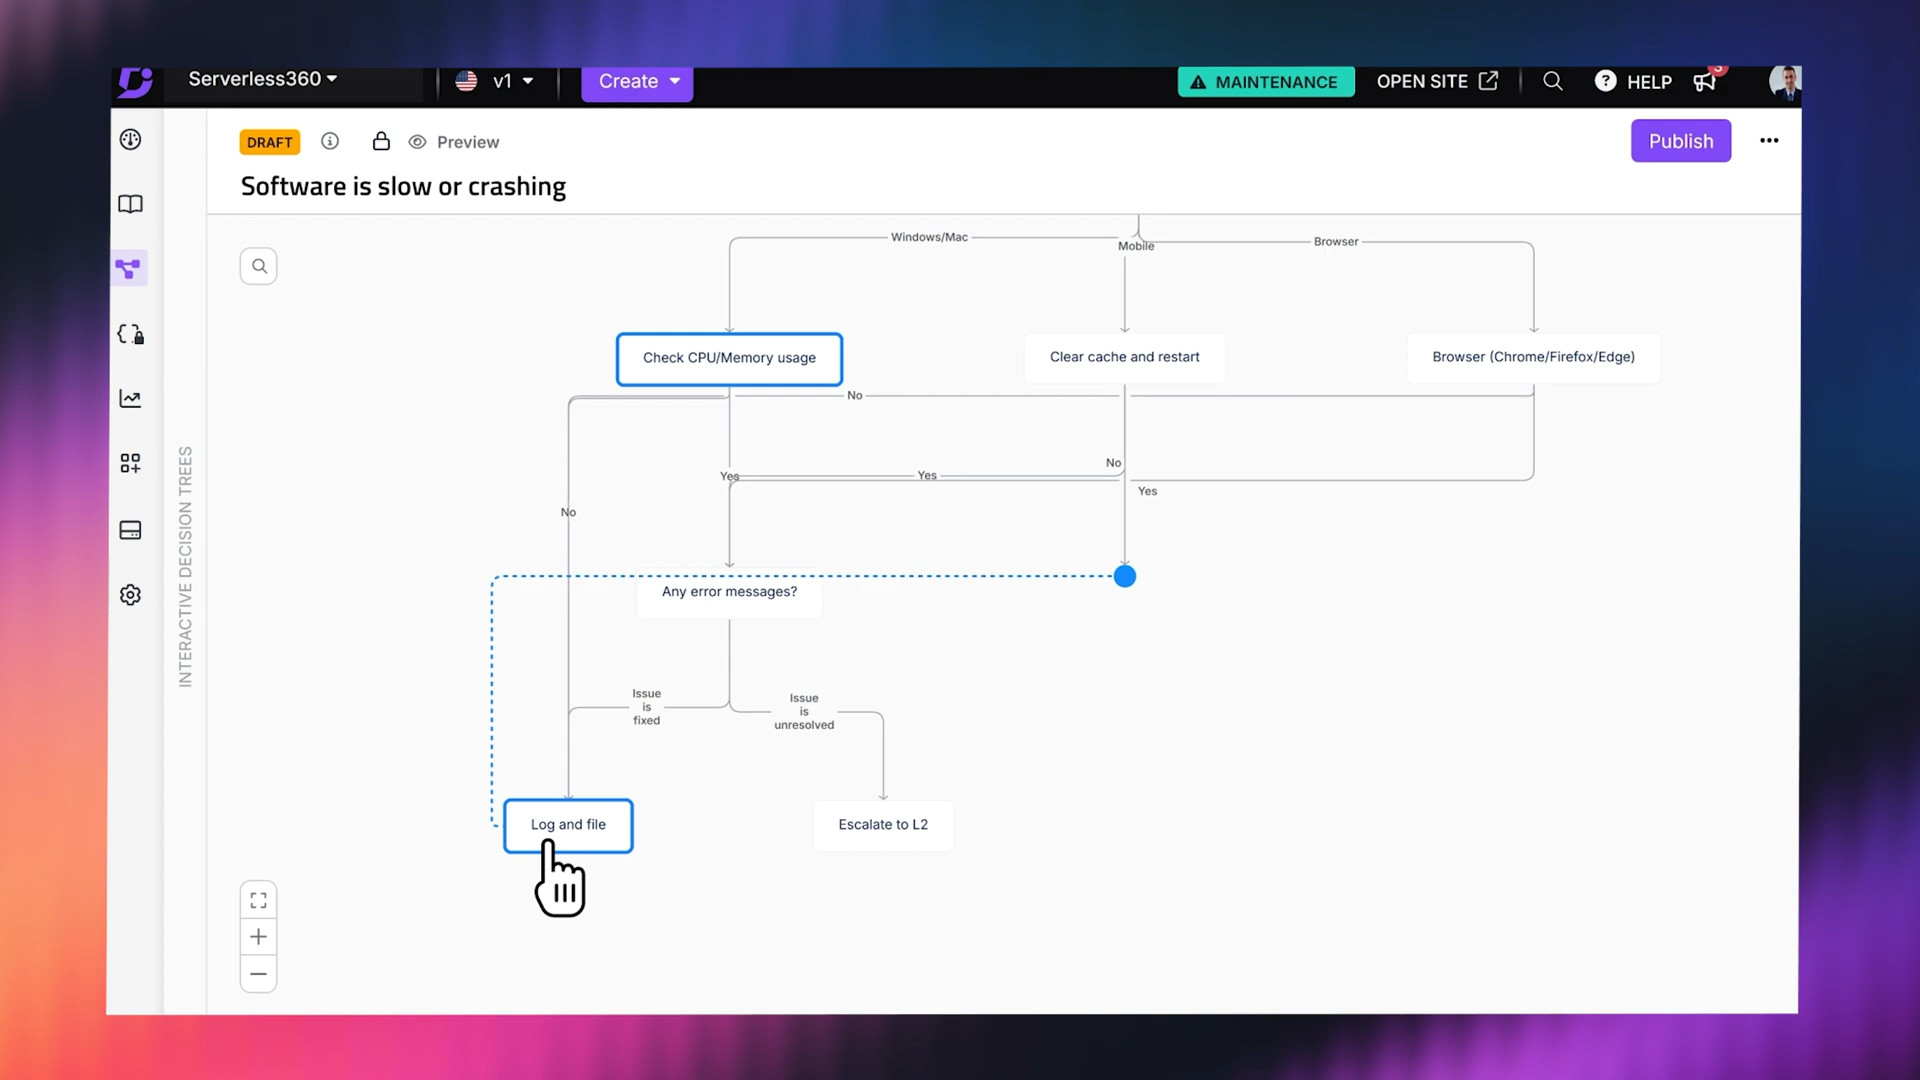 Serverless360
v1
Create
MAINTENANCE
OPEN SITE
HELP
3
DRAFT
Preview
Publish
Software is slow or crashing
INTERACTIVE DECISION TREES
Windows/Mac
Mobile
Browser
Check CPU/Memory usage
Clear cache and restart
Browser (Chrome/Firefox/Edge)
No
No
Yes
Yes
Yes
No
Any error messages?
Issue
is
fixed
Issue
is
unresolved
Log and file
Escalate to L2